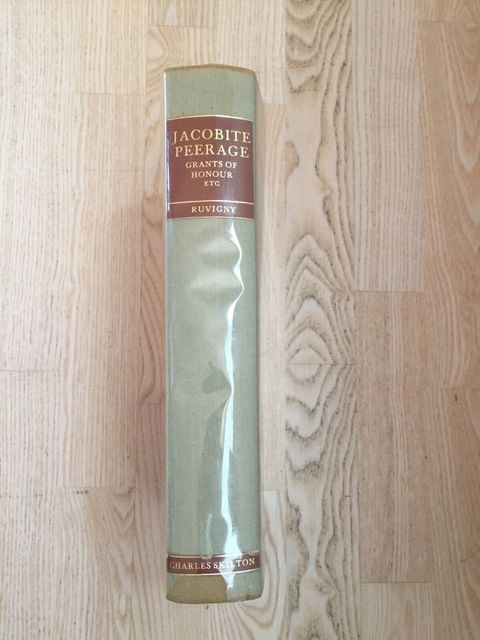 JACOBITE
PEERAGE
GRANTS OF
HONOUR
ETC
RUVIGNY
CHARLES SKILTON